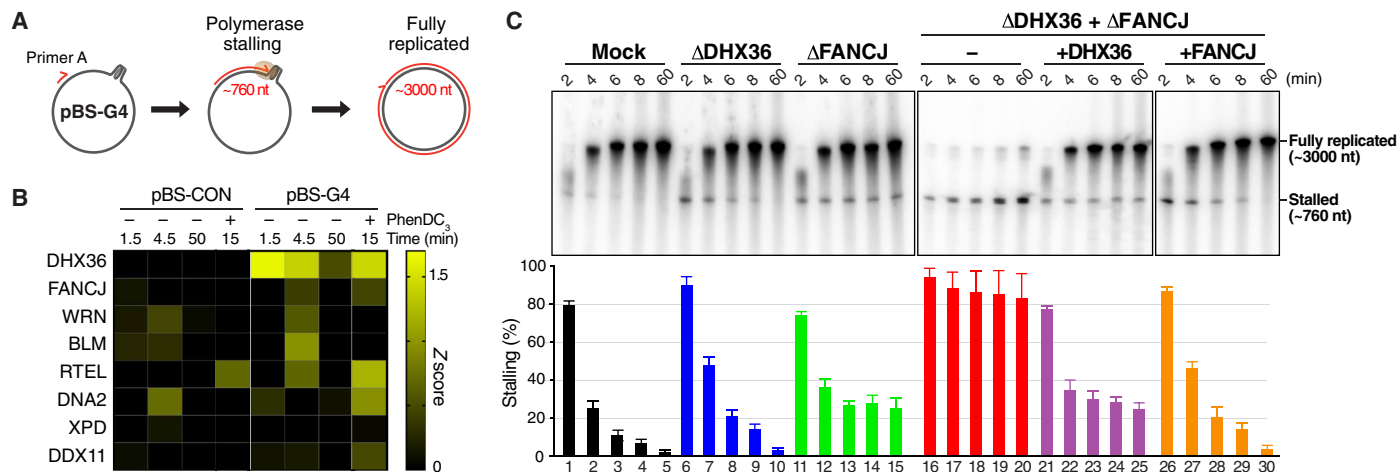 A
Primer A
pBS-G4
Polymerase
stalling
~760 nt
Fully
replicated
~3000 nt
B
pBS-CON pBS-G4
– – – + – – – + PhenDC3
1.5 4.5 50 15 1.5 4.5 50 15 Time (min)
DHX36
FANCJ
WRN
BLM
RTEL
DNA2
XPD
DDX11
1.5
Z score
0
C
ΔDHX36 + ΔFANCJ
Mock ΔDHX36 ΔFANCJ – +DHX36 +FANCJ
2 4 6 8 60 2 4 6 8 60 2 4 6 8 60 2 4 6 8 60 2 4 6 8 60 2 4 6 8 60 (min)
Fully replicated
(~3000 nt)
Stalled
(~760 nt)
Stalling (%)
100
80
60
40
20
0
1 2 3 4 5 6 7 8 9 10 11 12 13 14 15 16 17 18 19 20 21 22 23 24 25 26 27 28 29 30